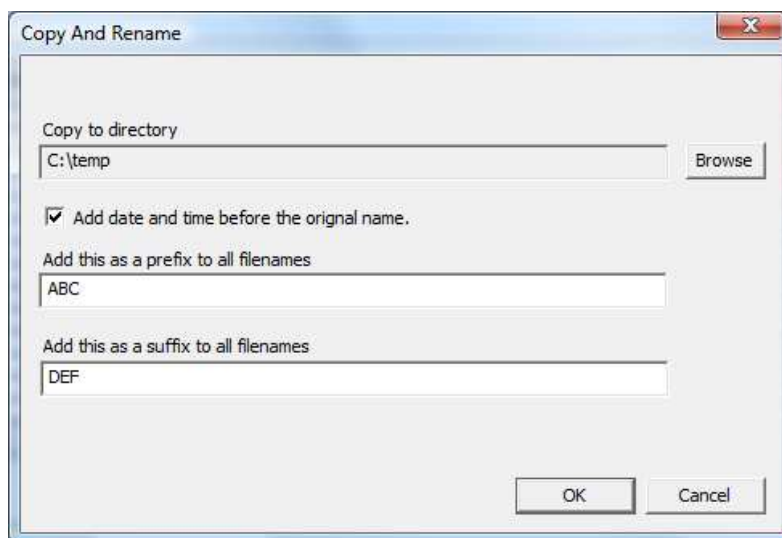 Copy And Rename
Copy to directory
C:\temp
Browse
Add date and time before the orignal name.
Add this as a prefix to all filenames
ABC
Add this as a suffix to all filenames
DEF
OK
Cancel